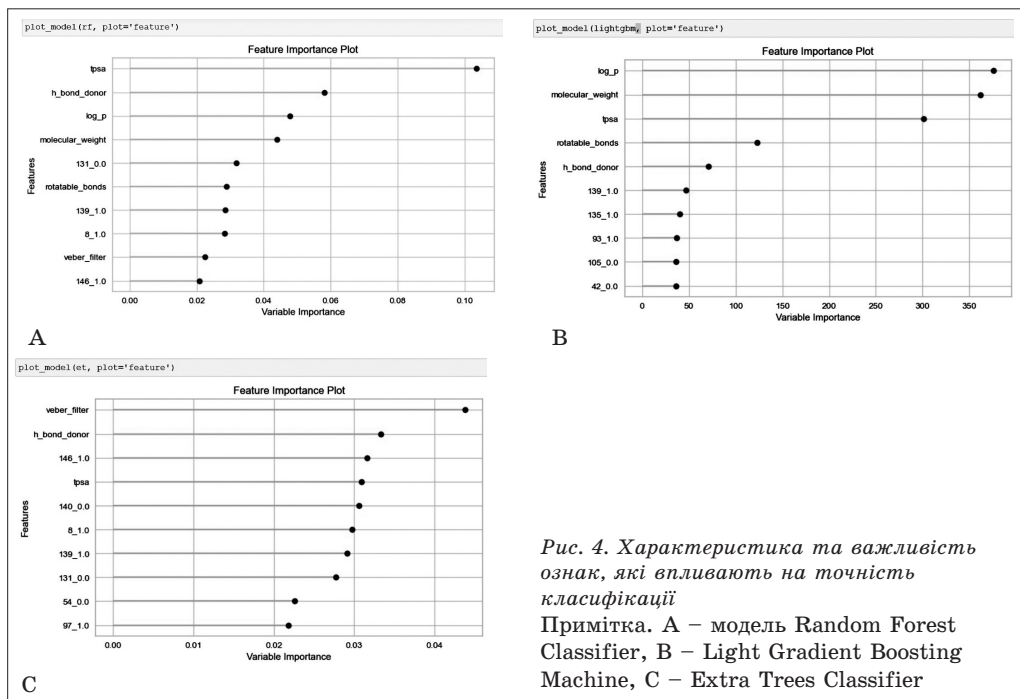 plot_model(rf, plot='feature')
Feature Importance Plot
tpsa
h_bond_donor
log_p
molecular_weight
131_0.0
rotatable_bonds
139_1.0
8_1.0
veber_filter
146_1.0
Features
0.00 0.02 0.04 0.06 0.08 0.10
Variable Importance
A
plot_model(lightgbm, plot='feature')
Feature Importance Plot
log_p
molecular_weight
tpsa
rotatable_bonds
h_bond_donor
139_1.0
135_1.0
93_1.0
105_0.0
42_0.0
Features
0 50 100 150 200 250 300 350
Variable Importance
B
plot_model(et, plot='feature')
Feature Importance Plot
veber_filter
h_bond_donor
146_1.0
tpsa
140_0.0
8_1.0
139_1.0
131_0.0
54_0.0
97_1.0
Features
0.00 0.01 0.02 0.03 0.04
Variable Importance
C
Рис. 4. Характеристика та важливість
ознак, які впливають на точність
класифікації
Примітка. А – модель Random Forest
Classifier, В – Light Gradient Boosting
Machine, С – Extra Trees Classifier